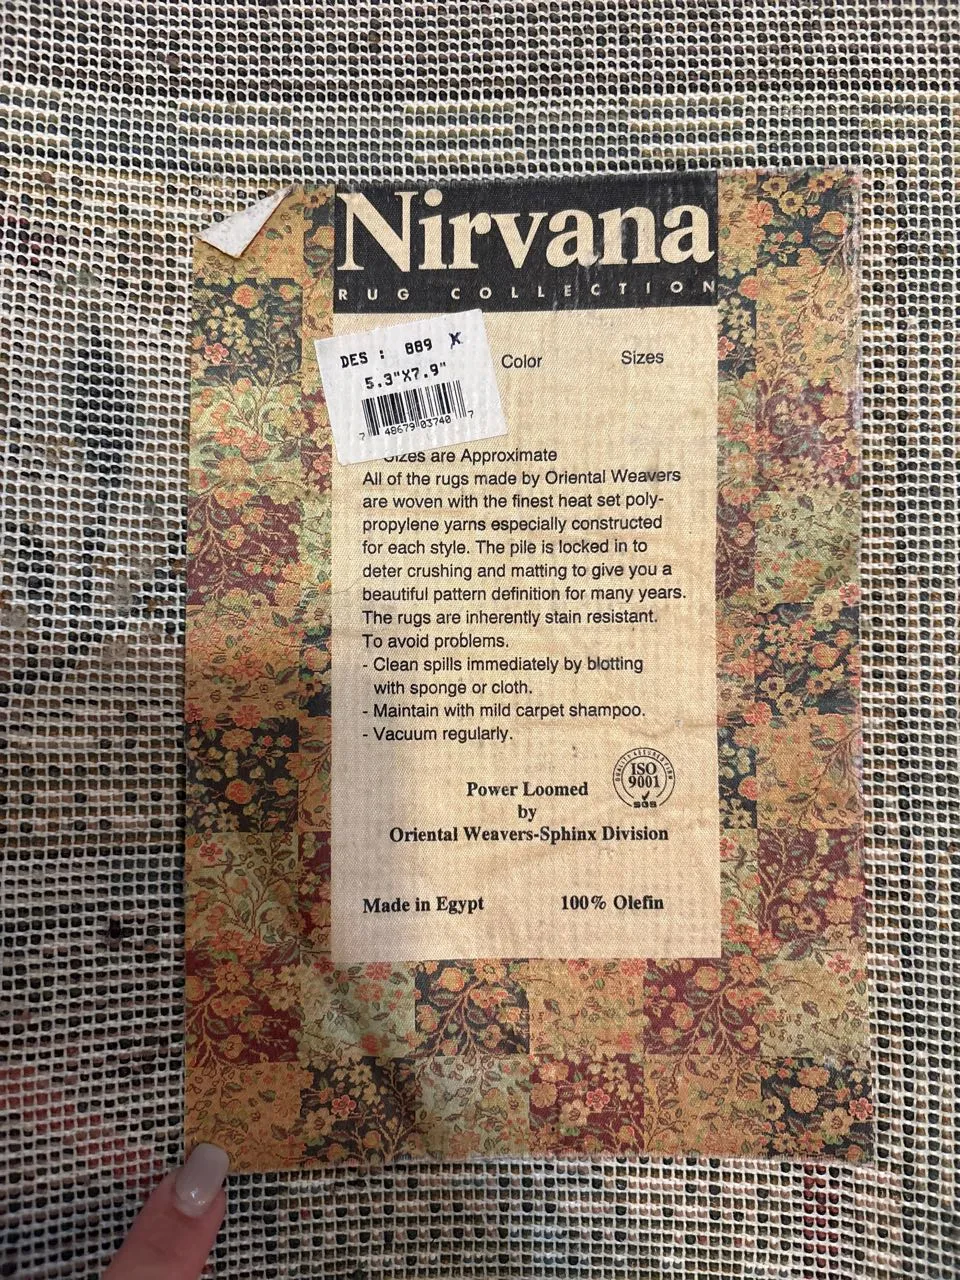 Nirvana
RUG COLLECTION
DES : 889 X
5.3"X7.9"
7 48679 03740 7
Color Sizes
Sizes are Approximate
All of the rugs made by Oriental Weavers
are woven with the finest heat set poly-
propylene yarns especially constructed
for each style. The pile is locked in to
deter crushing and matting to give you a
beautiful pattern definition for many years.
The rugs are inherently stain resistant.
To avoid problems.
- Clean spills immediately by blotting
with sponge or cloth.
- Maintain with mild carpet shampoo.
- Vacuum regularly.
ISO
9001
SGS
Power Loomed
by
Oriental Weavers-Sphinx Division
Made in Egypt 100% Olefin